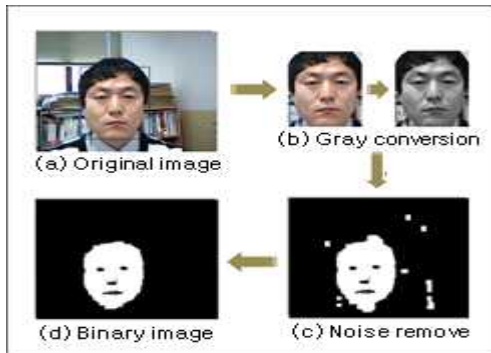 (a) Original image
(b) Gray conversion
(d) Binary image
(c) Noise remove